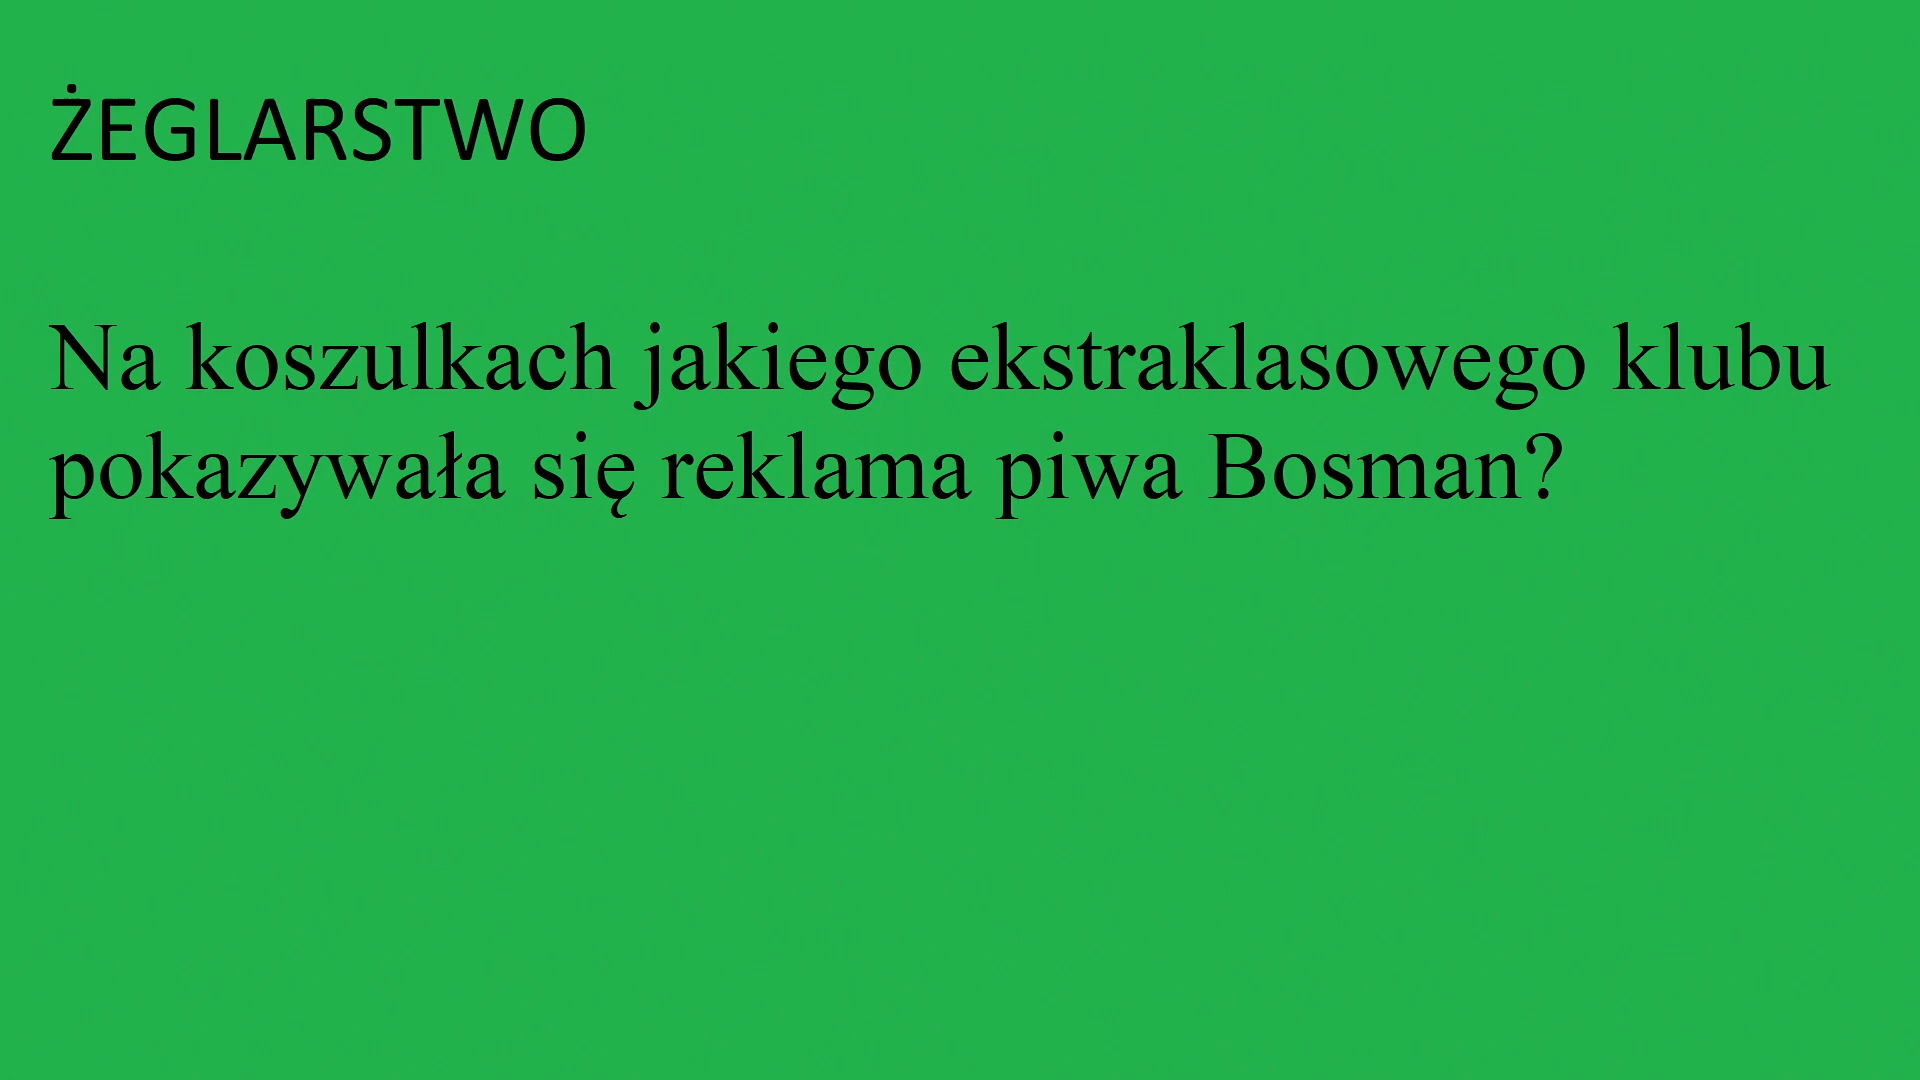 ŻEGLARSTWO
Na koszulkach jakiego ekstraklasowego klubu
pokazywała się reklama piwa Bosman?